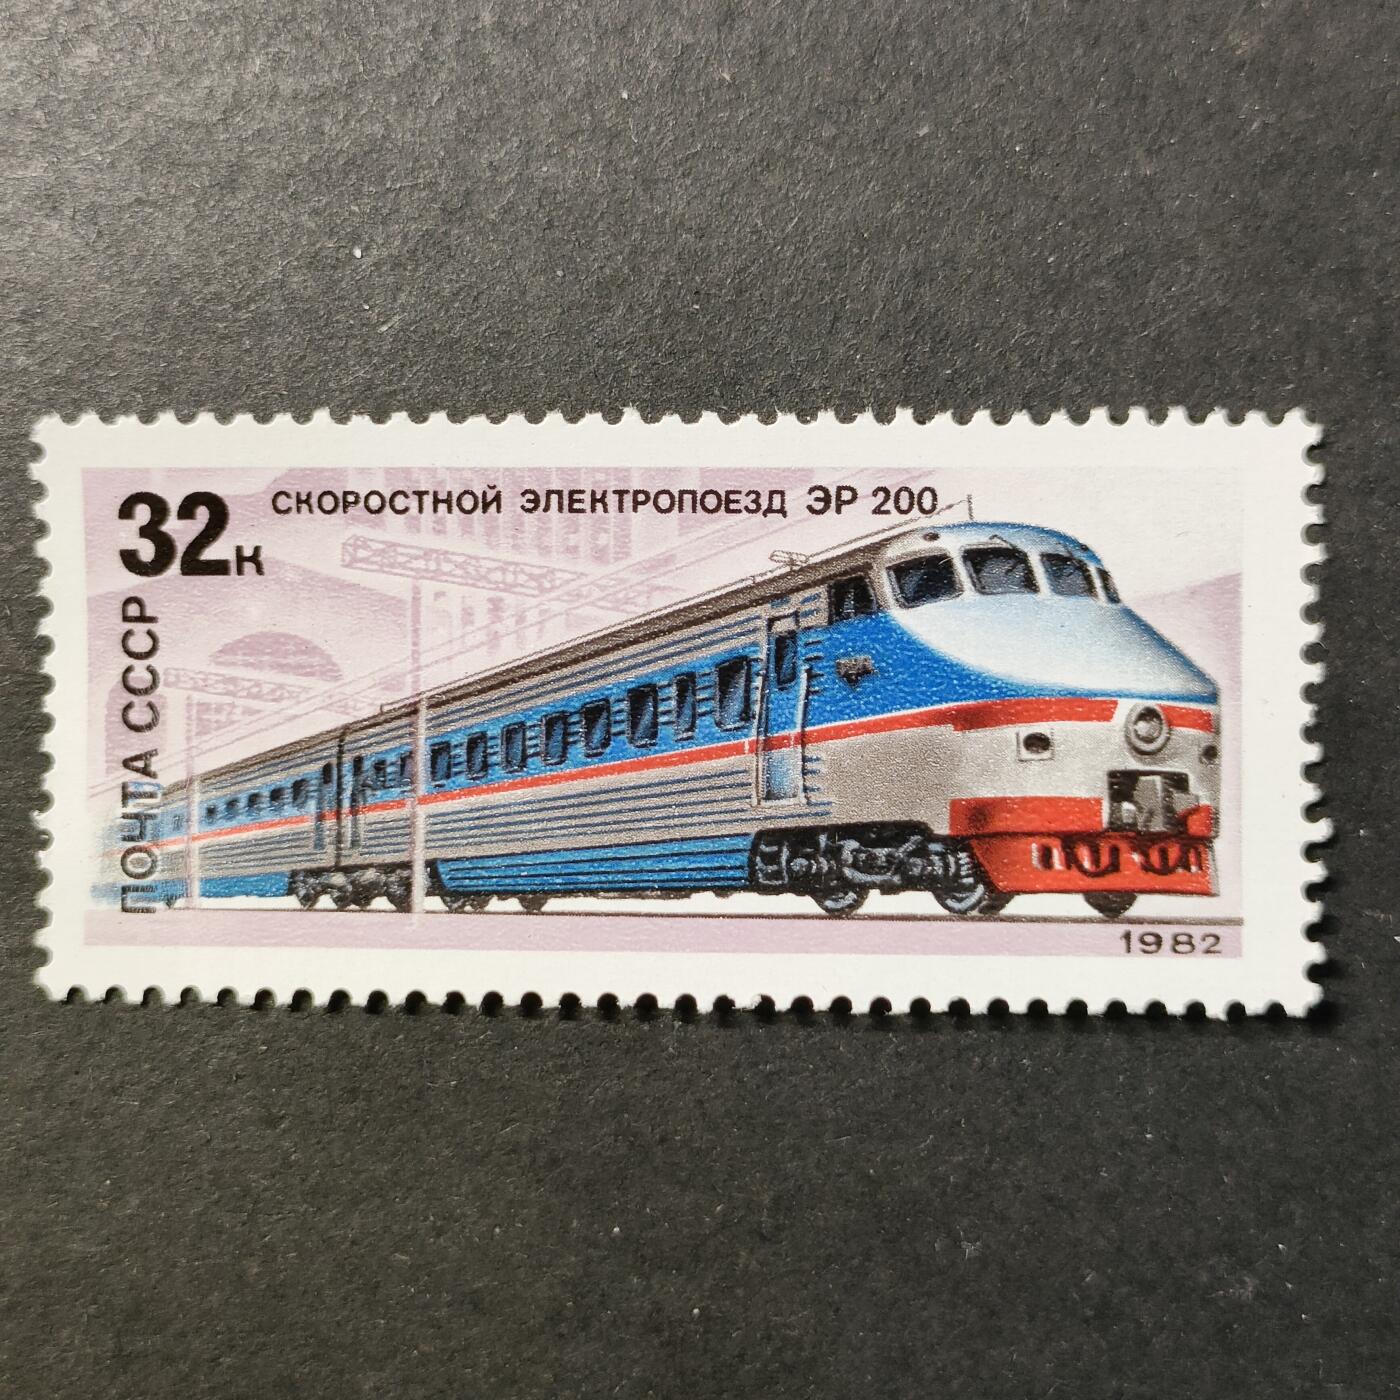 32к
СКОРОСТНОЙ ЭЛЕКТРОПОЕЗД ЭР 200
ПОЧТА СССР
1982